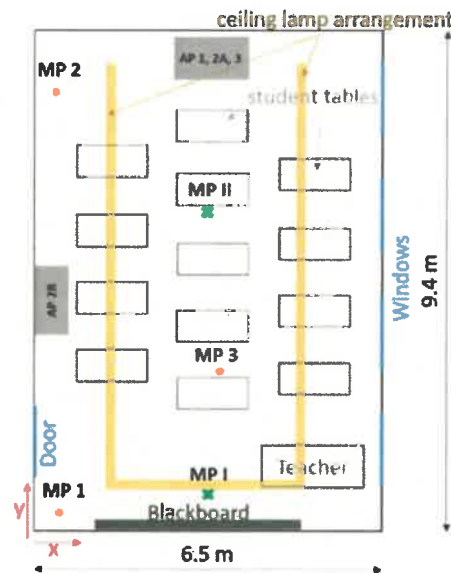 ceiling lamp arrangement
AP 1, 2A, 3
MP 2
student tables
MP II
Windows
9.4 m
AP 2B
MP 3
Door
Teacher
MP I
MP 1
Blackboard
y
x
6.5 m